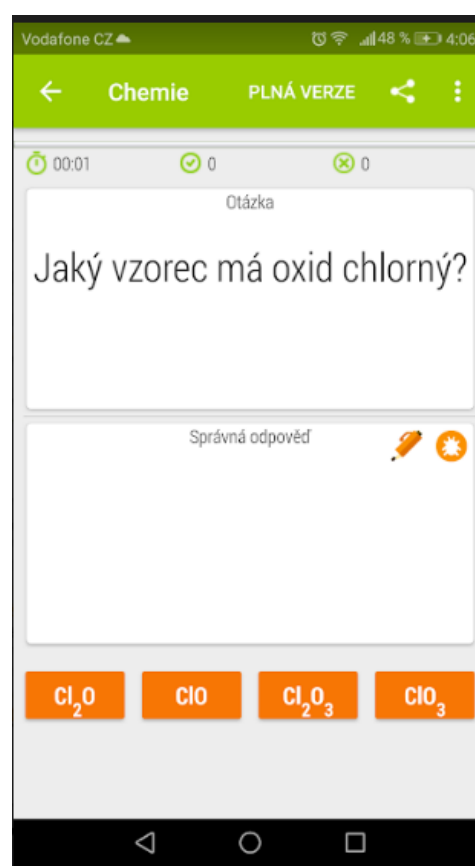 Vodafone CZ 48 % 4:06
Chemie PLNÁ VERZE
00:01 0 0
Otázka
Jaký vzorec má oxid chlorný?
Správná odpověď
Cl₂O ClO Cl₂O₃ ClO₃